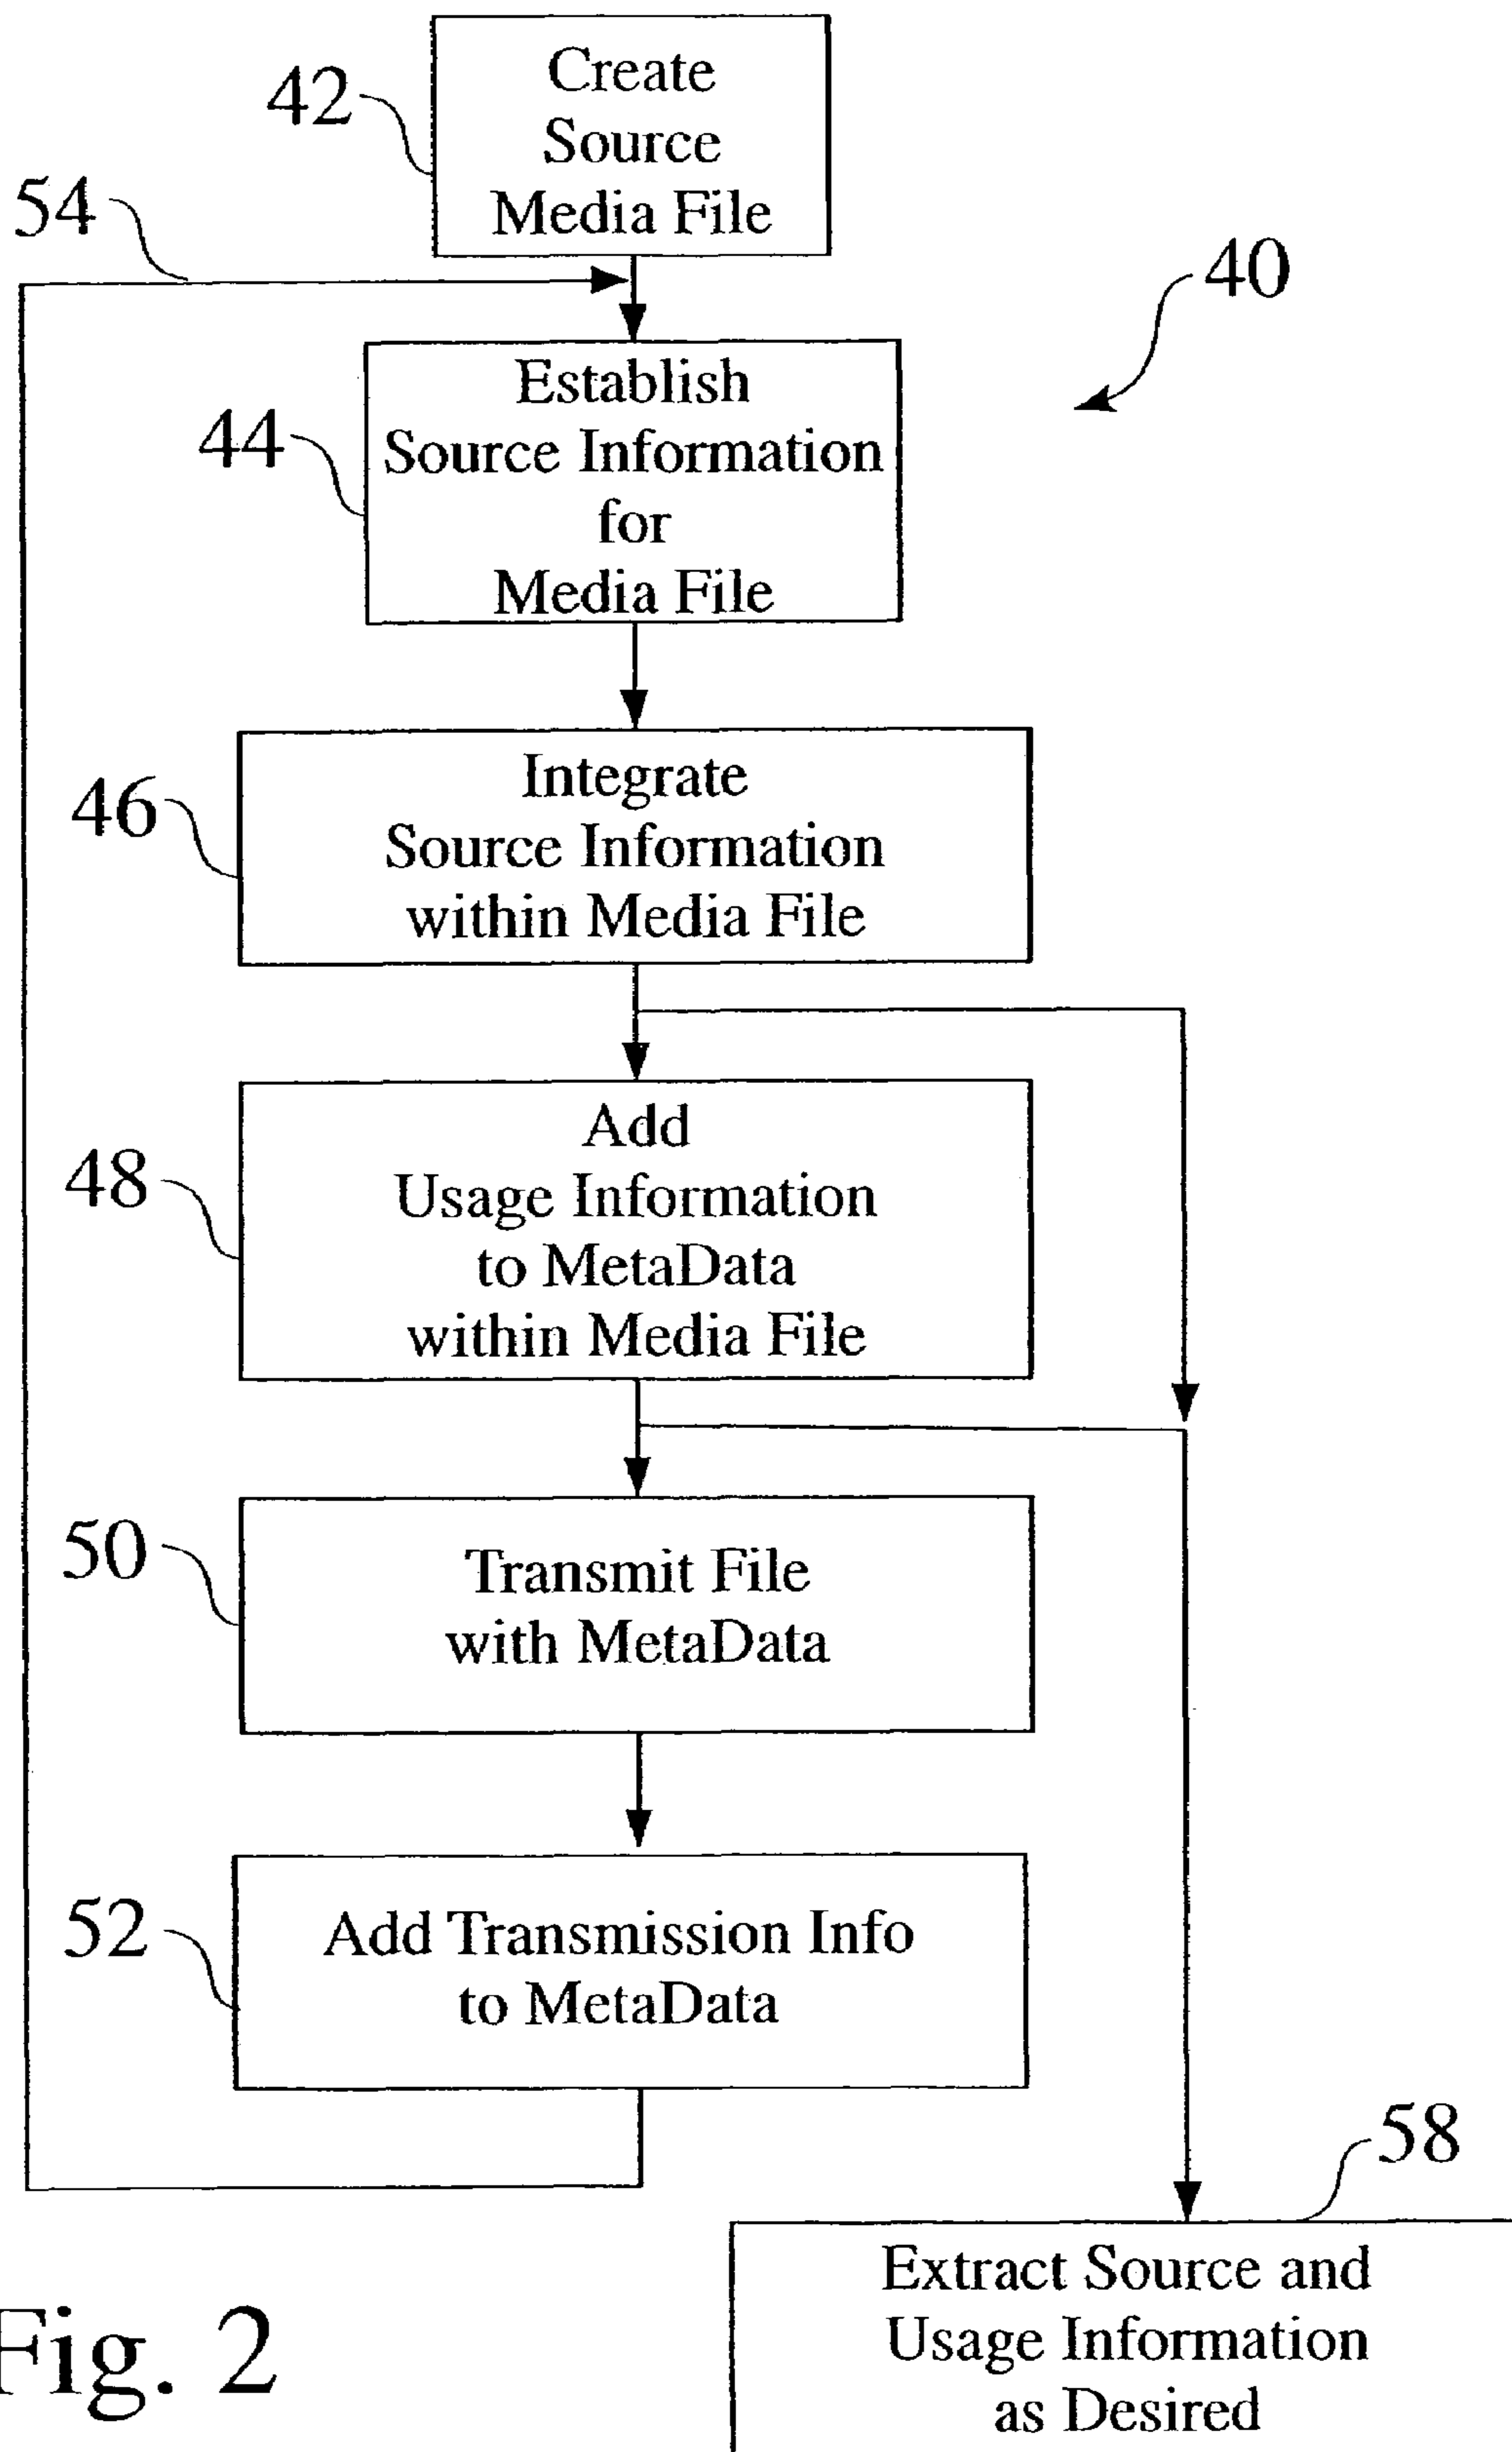 42
Create
Source
Media File
54
40
44
Establish
Source Information
for
Media File
46
Integrate
Source Information
within Media File
48
Add
Usage Information
to MetaData
within Media File
50
Transmit File
with MetaData
52
Add Transmission Info
to MetaData
58
Extract Source and
Usage Information
as Desired
Fig. 2